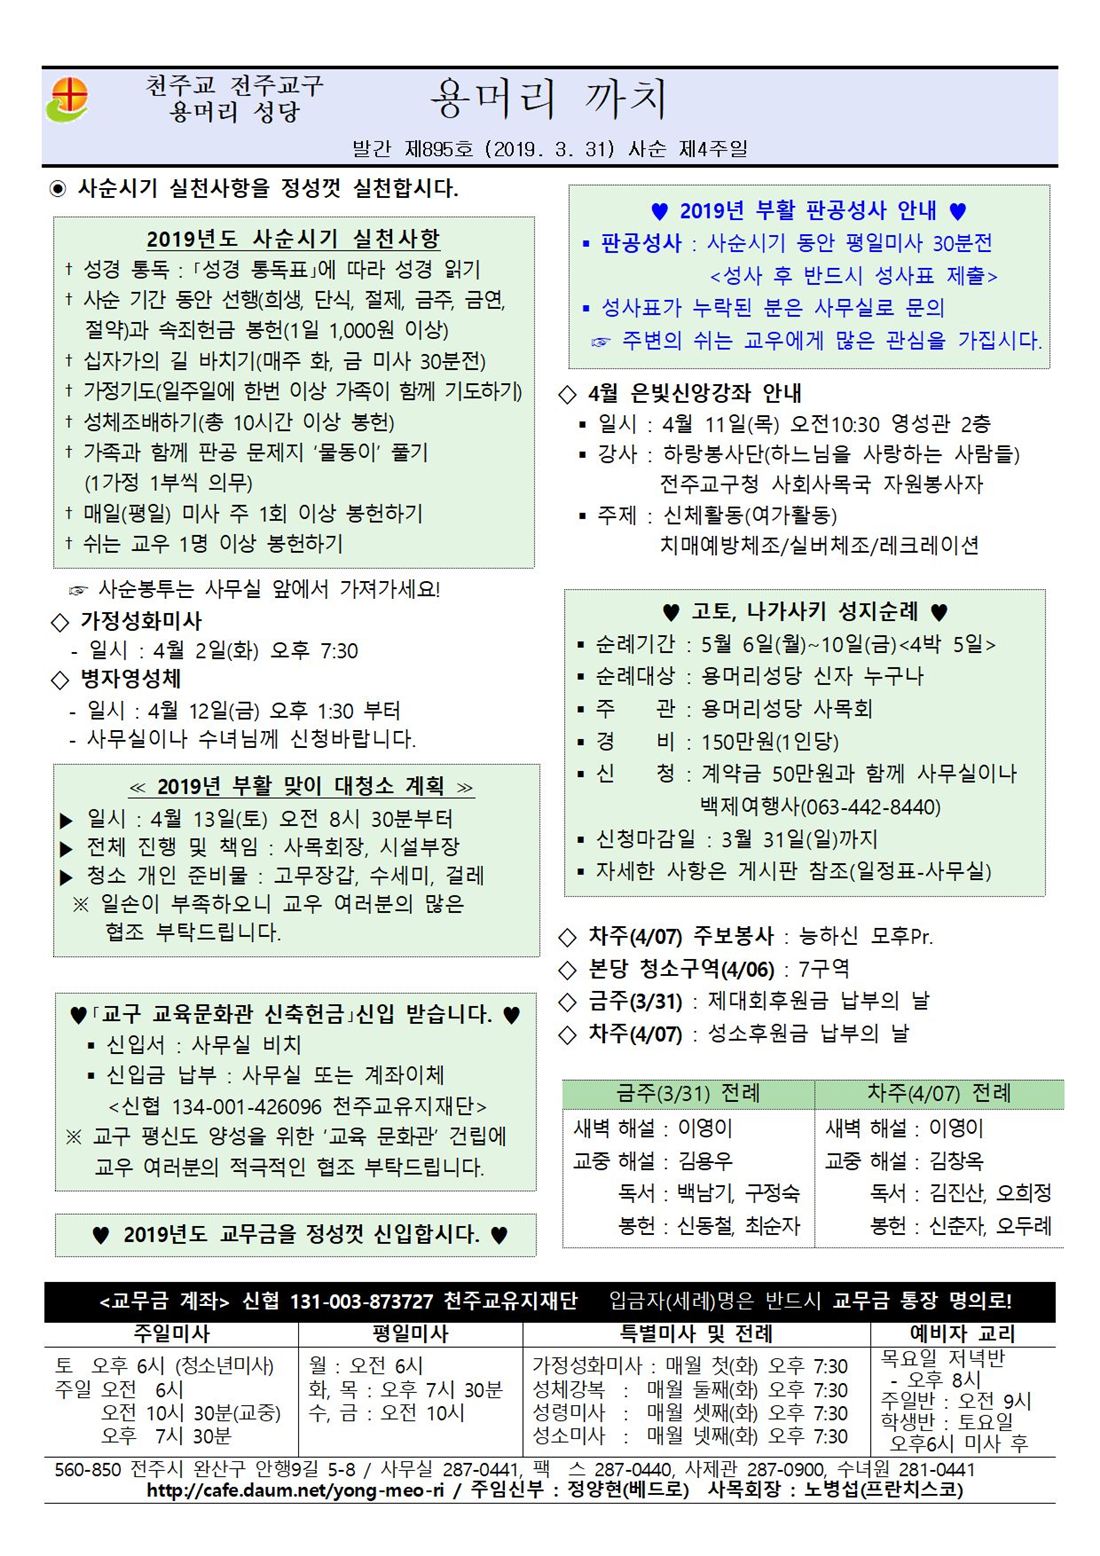 천주교 전주교구
용머리 성당
용머리 까치
발간 제895호 (2019. 3. 31) 사순 제4주일
◉ 사순시기 실천사항을 정성껏 실천합시다.
2019년도 사순시기 실천사항
† 성경 통독 : 「성경 통독표」에 따라 성경 읽기
† 사순 기간 동안 선행(희생, 단식, 절제, 금주, 금연,
절약)과 속죄헌금 봉헌(1일 1,000원 이상)
† 십자가의 길 바치기(매주 화, 금 미사 30분전)
† 가정기도(일주일에 한번 이상 가족이 함께 기도하기)
† 성체조배하기(총 10시간 이상 봉헌)
† 가족과 함께 판공 문제지 '물동이' 풀기
(1가정 1부씩 의무)
† 매일(평일) 미사 주 1회 이상 봉헌하기
† 쉬는 교우 1명 이상 봉헌하기
☞ 사순봉투는 사무실 앞에서 가져가세요!
◇ 가정성화미사
- 일시 : 4월 2일(화) 오후 7:30
◇ 병자영성체
- 일시 : 4월 12일(금) 오후 1:30 부터
- 사무실이나 수녀님께 신청바랍니다.
≪ 2019년 부활 맞이 대청소 계획 ≫
▶ 일시 : 4월 13일(토) 오전 8시 30분부터
▶ 전체 진행 및 책임 : 사목회장, 시설부장
▶ 청소 개인 준비물 : 고무장갑, 수세미, 걸레
※ 일손이 부족하오니 교우 여러분의 많은
협조 부탁드립니다.
♥「교구 교육문화관 신축헌금」신입 받습니다. ♥
▪ 신입서 : 사무실 비치
▪ 신입금 납부 : 사무실 또는 계좌이체
<신협 134-001-426096 천주교유지재단>
※ 교구 평신도 양성을 위한 '교육 문화관' 건립에
교우 여러분의 적극적인 협조 부탁드립니다.
♥ 2019년도 교무금을 정성껏 신입합시다. ♥
♥ 2019년 부활 판공성사 안내 ♥
▪ 판공성사 : 사순시기 동안 평일미사 30분전
<성사 후 반드시 성사표 제출>
▪ 성사표가 누락된 분은 사무실로 문의
☞ 주변의 쉬는 교우에게 많은 관심을 가집시다.
◇ 4월 은빛신앙강좌 안내
▪ 일시 : 4월 11일(목) 오전10:30 영성관 2층
▪ 강사 : 하랑봉사단(하느님을 사랑하는 사람들)
전주교구청 사회사목국 자원봉사자
▪ 주제 : 신체활동(여가활동)
치매예방체조/실버체조/레크레이션
♥ 고토, 나가사키 성지순례 ♥
▪ 순례기간 : 5월 6일(월)~10일(금)<4박 5일>
▪ 순례대상 : 용머리성당 신자 누구나
▪ 주 관 : 용머리성당 사목회
▪ 경 비 : 150만원(1인당)
▪ 신 청 : 계약금 50만원과 함께 사무실이나
백제여행사(063-442-8440)
▪ 신청마감일 : 3월 31일(일)까지
▪ 자세한 사항은 게시판 참조(일정표-사무실)
◇ 차주(4/07) 주보봉사 : 능하신 모후Pr.
◇ 본당 청소구역(4/06) : 7구역
◇ 금주(3/31) : 제대회후원금 납부의 날
◇ 차주(4/07) : 성소후원금 납부의 날
금주(3/31) 전례 차주(4/07) 전례
새벽 해설 : 이영이 새벽 해설 : 이영이
교중 해설 : 김용우 교중 해설 : 김창옥
독서 : 백남기, 구정숙 독서 : 김진산, 오희정
봉헌 : 신동철, 최순자 봉헌 : 신춘자, 오두례
<교무금 계좌> 신협 131-003-873727 천주교유지재단 입금자(세례)명은 반드시 교무금 통장 명의로!
주일미사 평일미사 특별미사 및 전례 예비자 교리
토 오후 6시 (청소년미사)
주일 오전 6시
오전 10시 30분(교중)
오후 7시 30분
월 : 오전 6시
화, 목 : 오후 7시 30분
수, 금 : 오전 10시
가정성화미사 : 매월 첫(화) 오후 7:30
성체강복 : 매월 둘째(화) 오후 7:30
성령미사 : 매월 셋째(화) 오후 7:30
성소미사 : 매월 넷째(화) 오후 7:30
목요일 저녁반
- 오후 8시
주일반 : 오전 9시
학생반 : 토요일
오후6시 미사 후
560-850 전주시 완산구 안행9길 5-8 / 사무실 287-0441, 팩 스 287-0440, 사제관 287-0900, 수녀원 281-0441
http://cafe.daum.net/yong-meo-ri / 주임신부 : 정양현(베드로) 사목회장 : 노병섭(프란치스코)